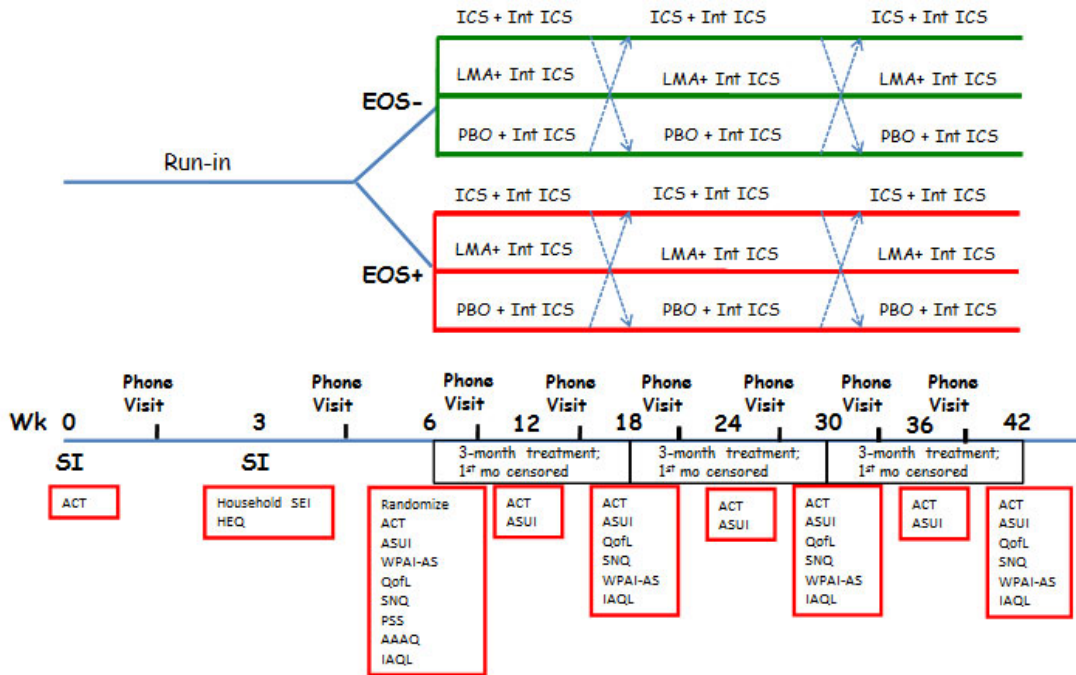 ICS + Int ICS ICS + Int ICS ICS + Int ICS
LMA+ Int ICS LMA+ Int ICS LMA+ Int ICS
EOS-
PBO + Int ICS PBO + Int ICS PBO + Int ICS
Run-in
ICS + Int ICS ICS + Int ICS ICS + Int ICS
LMA+ Int ICS LMA+ Int ICS LMA+ Int ICS
EOS+
PBO + Int ICS PBO + Int ICS PBO + Int ICS
Phone Visit Phone Visit Phone Visit Phone Visit Phone Visit Phone Visit Phone Visit Phone Visit
Wk 0 3 6 12 18 24 30 36 42
SI SI
3-month treatment; 3-month treatment; 3-month treatment;
1st mo censored 1st mo censored 1st mo censored
ACT
Household SEI
HEQ
Randomize
ACT
ASUI
WPAI-AS
QofL
SNQ
PSS
AAAQ
IAQL
ACT
ASUI
ACT
ASUI
QofL
SNQ
WPAI-AS
IAQL
ACT
ASUI
ACT
ASUI
QofL
SNQ
WPAI-AS
IAQL
ACT
ASUI
ACT
ASUI
QofL
SNQ
WPAI-AS
IAQL